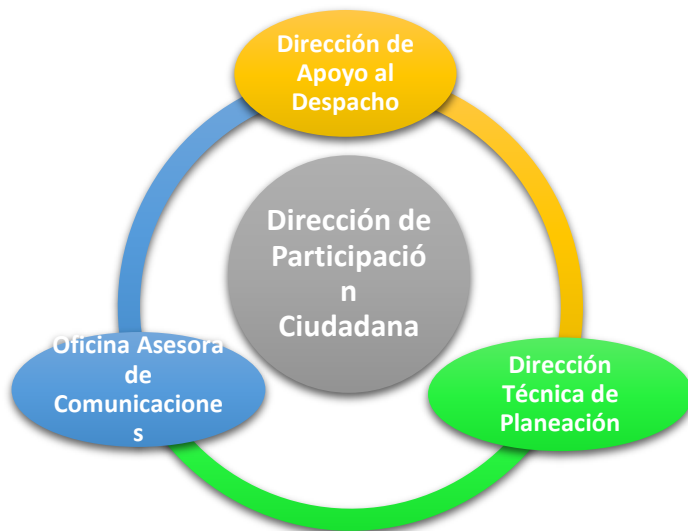 Dirección de
Apoyo al
Despacho
Dirección de
Participació
n
Ciudadana
Oficina Asesora
de
Comunicacione
s
Dirección
Técnica de
Planeación